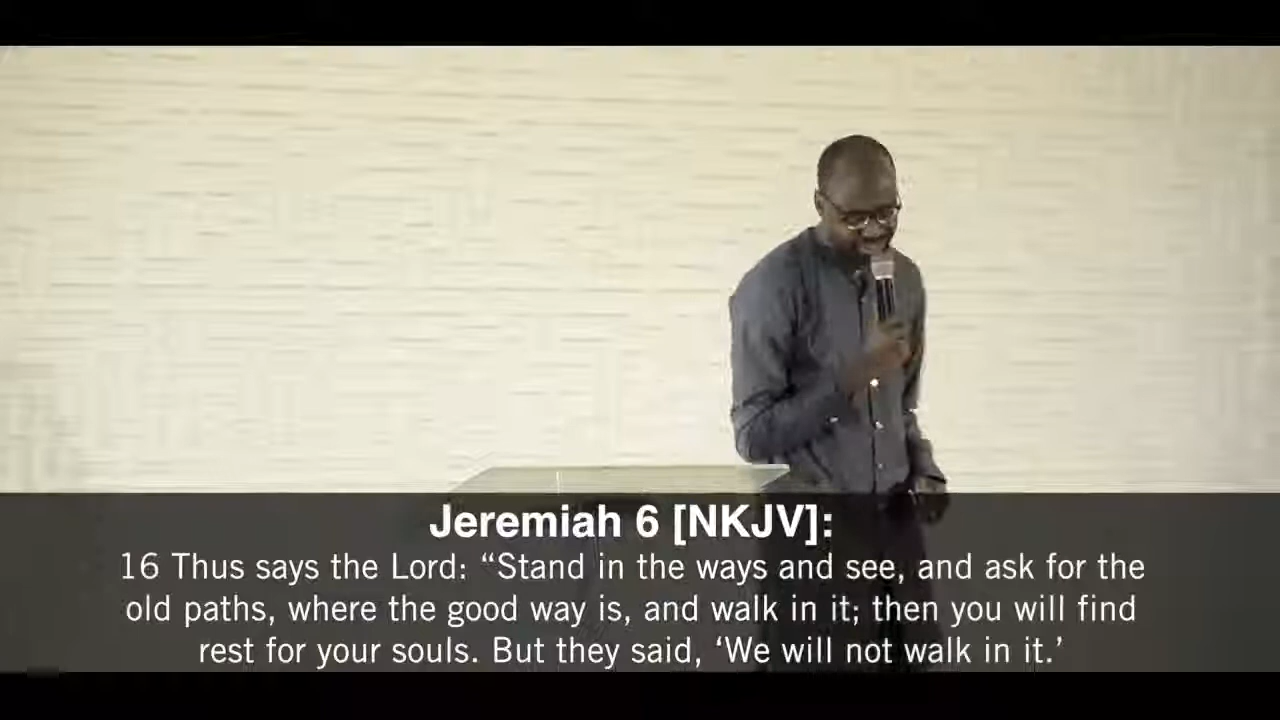 Jeremiah 6 [NKJV]:
16 Thus says the Lord: “Stand in the ways and see, and ask for the
old paths, where the good way is, and walk in it; then you will find
rest for your souls. But they said, ‘We will not walk in it.’